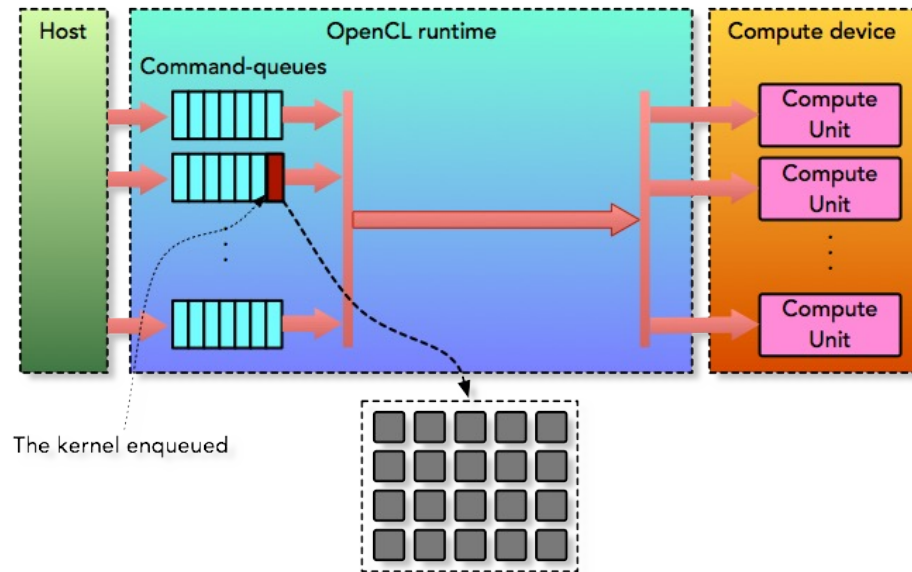 Host
OpenCL runtime
Compute device
Command-queues
Compute
Unit
Compute
Unit
Compute
Unit
The kernel enqueued